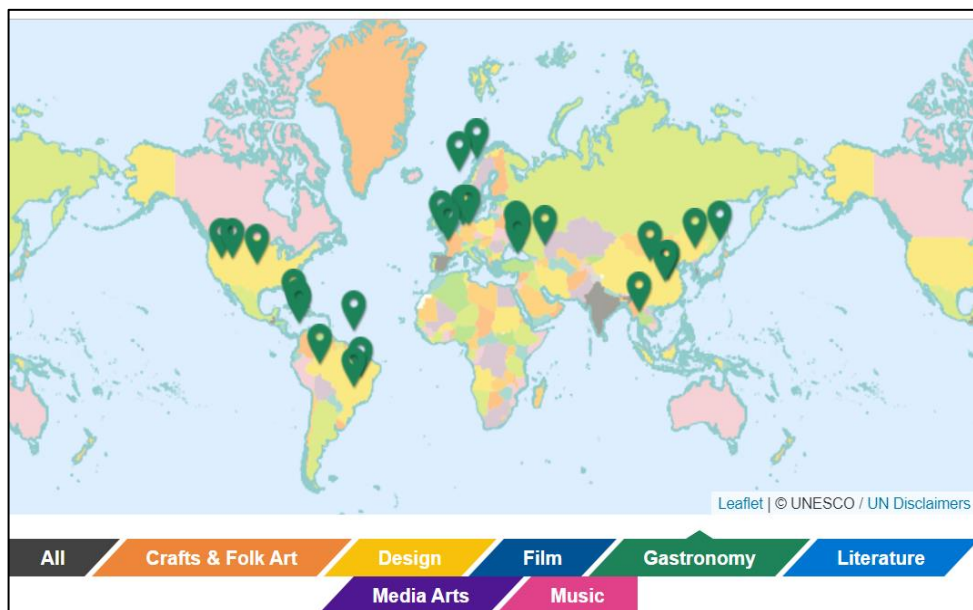 Leaflet | © UNESCO / UN Disclaimers
All Crafts & Folk Art Design Film Gastronomy Literature
Media Arts Music